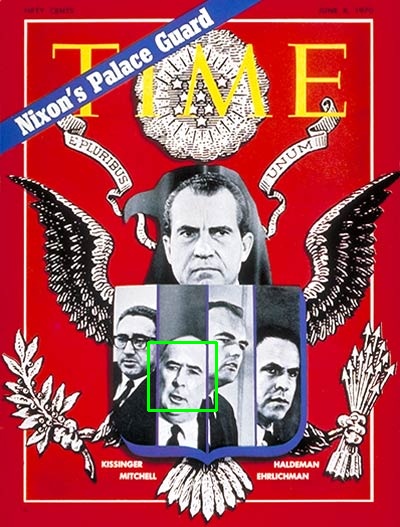 FIFTY CENTS JUNE 8, 1970
Nixon's Palace Guard
TIME
E PLURIBUS UNUM
KISSINGER HALDEMAN
MITCHELL EHRLICHMAN